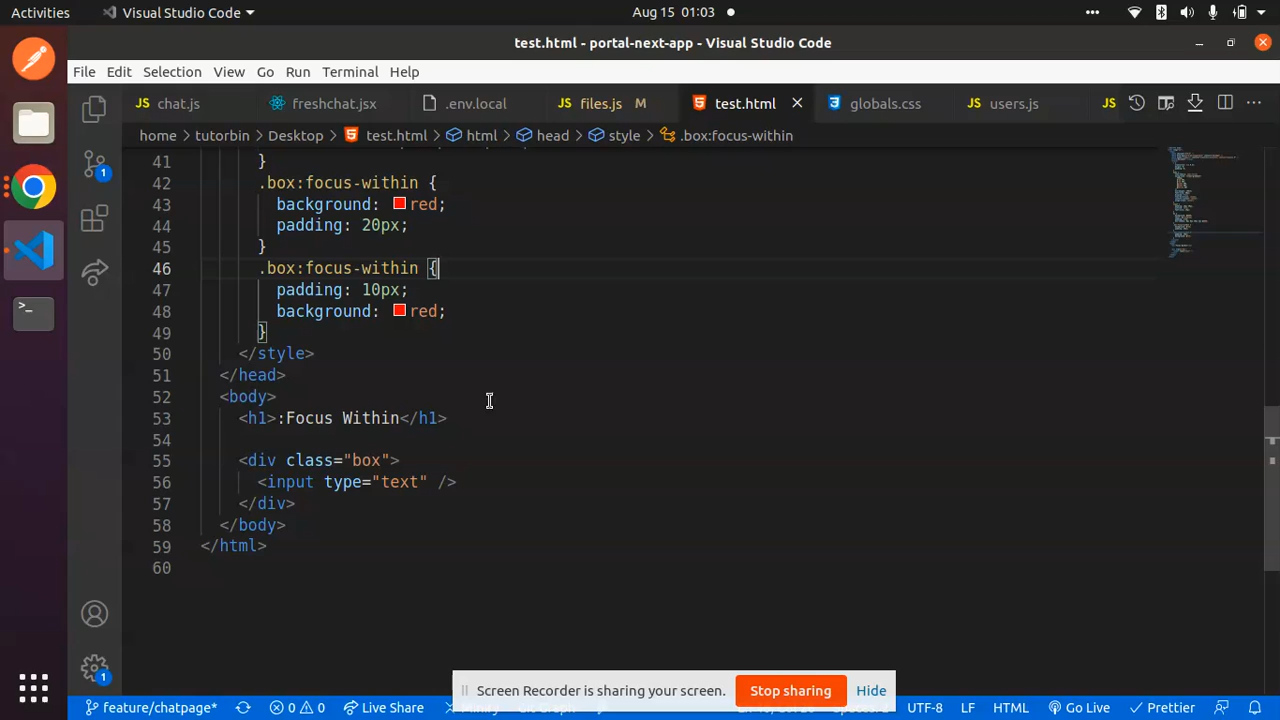 Activities
Visual Studio Code
Aug 15 01:03
test.html - portal-next-app - Visual Studio Code
File Edit Selection View Go Run Terminal Help
JS chat.js
freshchat.jsx
.env.local
JS files.js M
test.html
globals.css
JS users.js
JS
home tutorbin Desktop test.html html head style .box:focus-within
41 }
42 .box:focus-within {
43 background: red;
44 padding: 20px;
45 }
46 .box:focus-within {
47 padding: 10px;
48 background: red;
49 }
50 </style>
51 </head>
52 <body>
53 <h1>:Focus Within</h1>
54
55 <div class="box">
56 <input type="text" />
57 </div>
58 </body>
59 </html>
60
1
1
Screen Recorder is sharing your screen.
Stop sharing
Hide
feature/chatpage* 0 0 JS Live Share
UTF-8 LF HTML Go Live Prettier